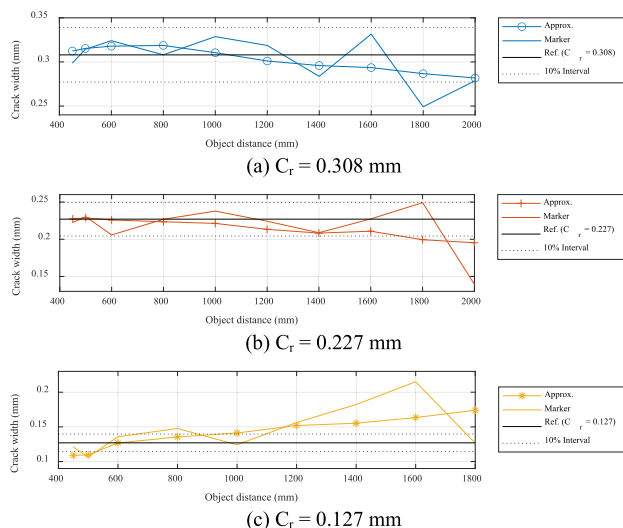 0.35
0.3
0.25
Crack width (mm)
400 600 800 1000 1200 1400 1600 1800 2000
Object distance (mm)
Approx.
Marker
Ref. (C r = 0.308)
10% Interval
(a) Cr = 0.308 mm
0.25
0.2
0.15
Crack width (mm)
400 600 800 1000 1200 1400 1600 1800 2000
Object distance (mm)
Approx.
Marker
Ref. (C r = 0.227)
10% Interval
(b) Cr = 0.227 mm
0.2
0.15
0.1
Crack width (mm)
400 600 800 1000 1200 1400 1600 1800
Object distance (mm)
Approx.
Marker
Ref. (C r = 0.127)
10% Interval
(c) Cr = 0.127 mm